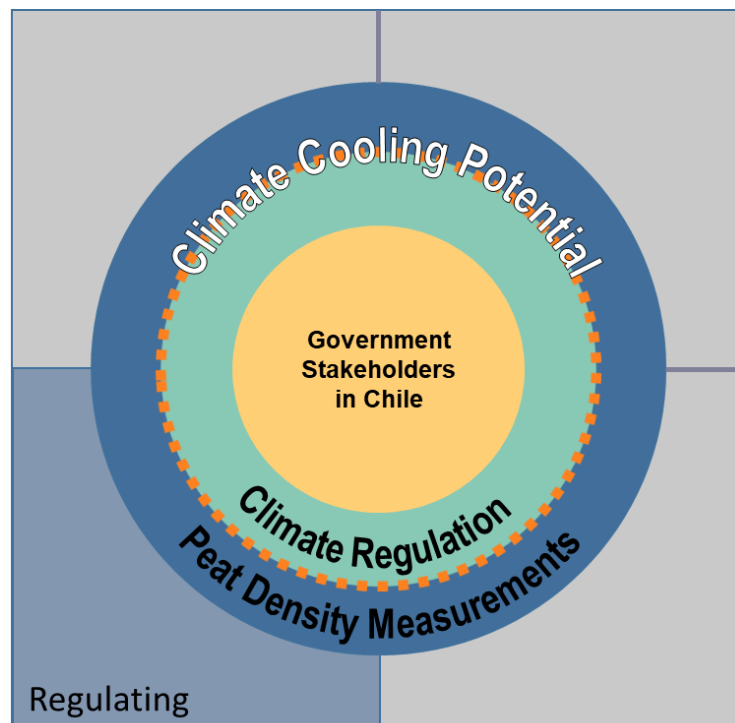 Climate Cooling Potential
Government
Stakeholders
in Chile
Climate Regulation
Peat Density Measurements
Regulating